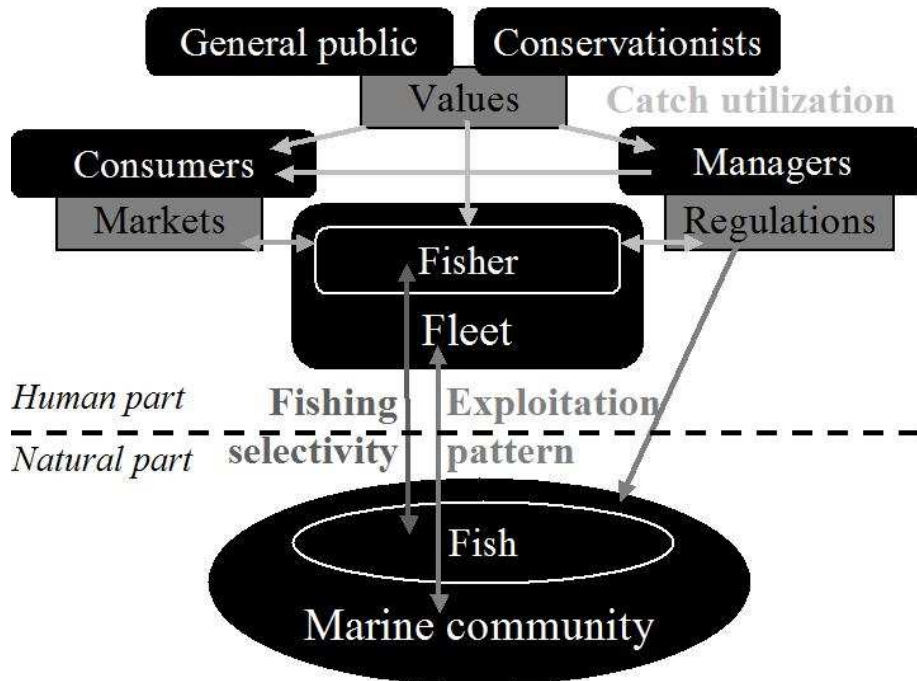 General public
Conservationists
Values
Catch utilization
Consumers
Managers
Markets
Regulations
Fisher
Fleet
Human part
Fishing
selectivity
Exploitation
pattern
Natural part
Fish
Marine community